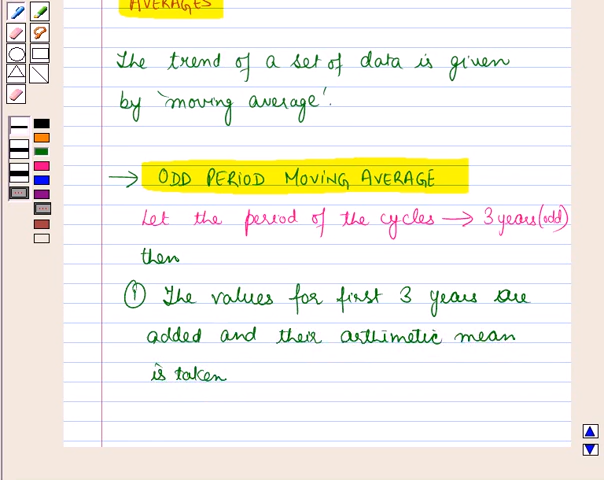 AVERAGES
The trend of a set of data is given
by 'moving average'.
→ ODD PERIOD MOVING AVERAGE
Let the period of the cycles → 3 years (odd)
then
① The values for first 3 years are
added and their arthimetic mean
is taken